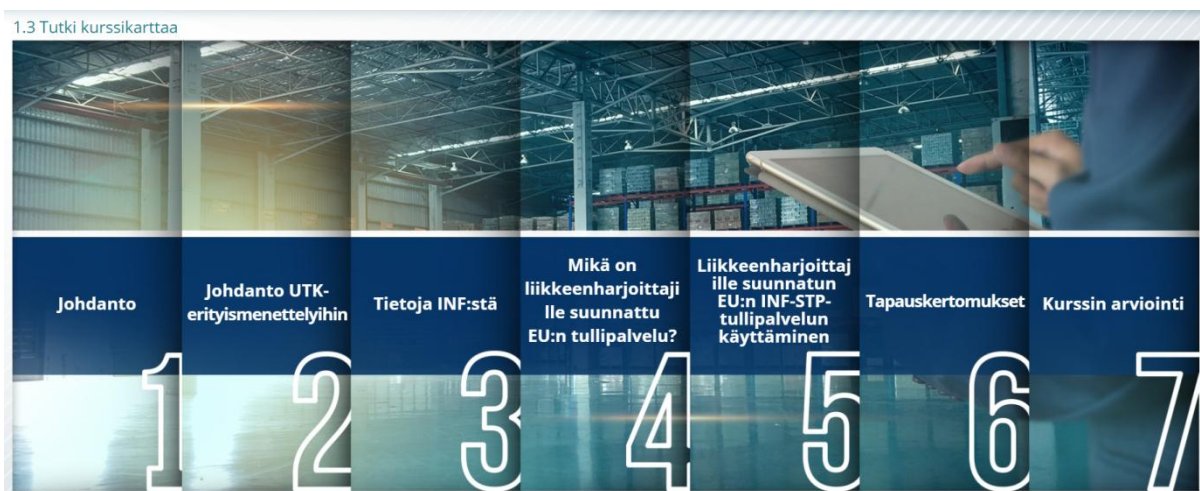 1.3 Tutki kurssikarttaa
Johdanto
1
Johdanto UTK-
erityismenettelyihin
2
Tietoja INF:stä
3
Mikä on
liikkeenharjoittaji
lle suunnattu
EU:n tullipalvelu?
4
Liikkeenharjoittaj
ille suunnatun
EU:n INF-STP-
tullipalvelun
käyttäminen
5
Tapauskertomukset
6
Kurssin arviointi
7